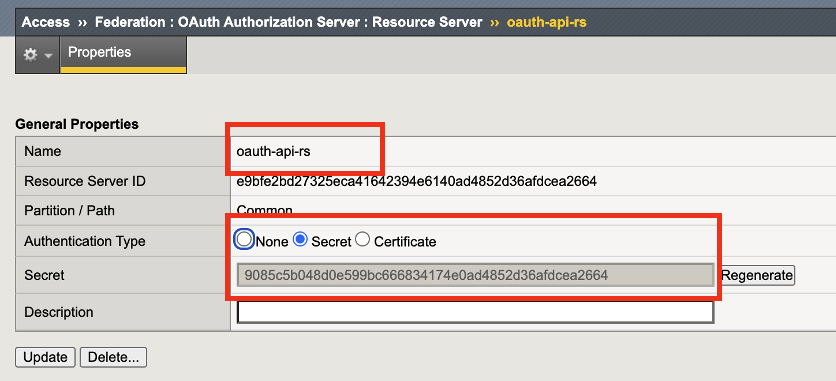 Access ›› Federation : OAuth Authorization Server : Resource Server ›› oauth-api-rs
Properties
General Properties
Name oauth-api-rs
Resource Server ID e9bfe2bd27325eca41642394e6140ad4852d36afdcea2664
Partition / Path Common
Authentication Type None Secret Certificate
Secret 9085c5b048d0e599bc666834174e0ad4852d36afdcea2664 Regenerate
Description
Update Delete...